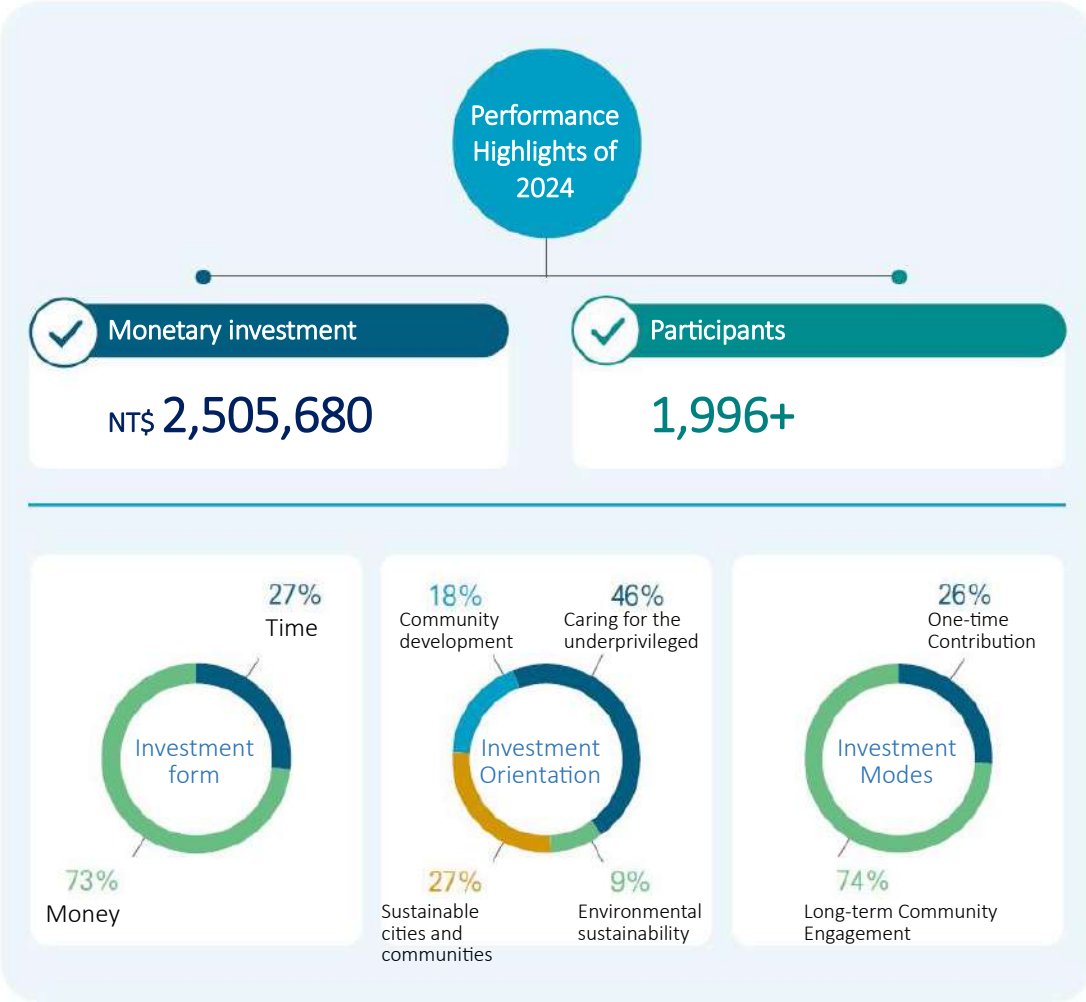 Performance
Highlights of
2024
Monetary investment
NT$ 2,505,680
Participants
1,996+
27%
Time
Investment
form
73%
Money
18%
Community
development
46%
Caring for the
underprivileged
Investment
Orientation
27%
Sustainable
cities and
communities
9%
Environmental
sustainability
26%
One-time
Contribution
Investment
Modes
74%
Long-term Community
Engagement